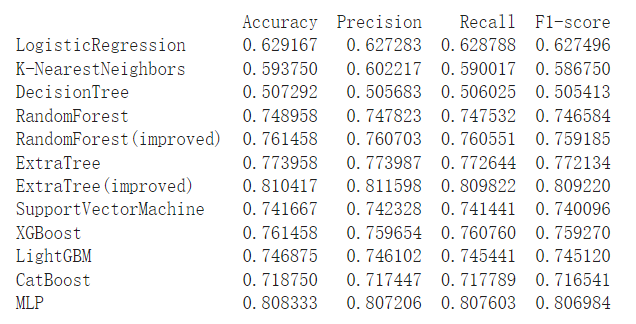 Accuracy Precision Recall F1-score
LogisticRegression 0.629167 0.627283 0.628788 0.627496
K-NearestNeighbors 0.593750 0.602217 0.590017 0.586750
DecisionTree 0.507292 0.505683 0.506025 0.505413
RandomForest 0.748958 0.747823 0.747532 0.746584
RandomForest(improved) 0.761458 0.760703 0.760551 0.759185
ExtraTree 0.773958 0.773987 0.772644 0.772134
ExtraTree(improved) 0.810417 0.811598 0.809822 0.809220
SupportVectorMachine 0.741667 0.742328 0.741441 0.740096
XGBoost 0.761458 0.759654 0.760760 0.759270
LightGBM 0.746875 0.746102 0.745441 0.745120
CatBoost 0.718750 0.717447 0.717789 0.716541
MLP 0.808333 0.807206 0.807603 0.806984